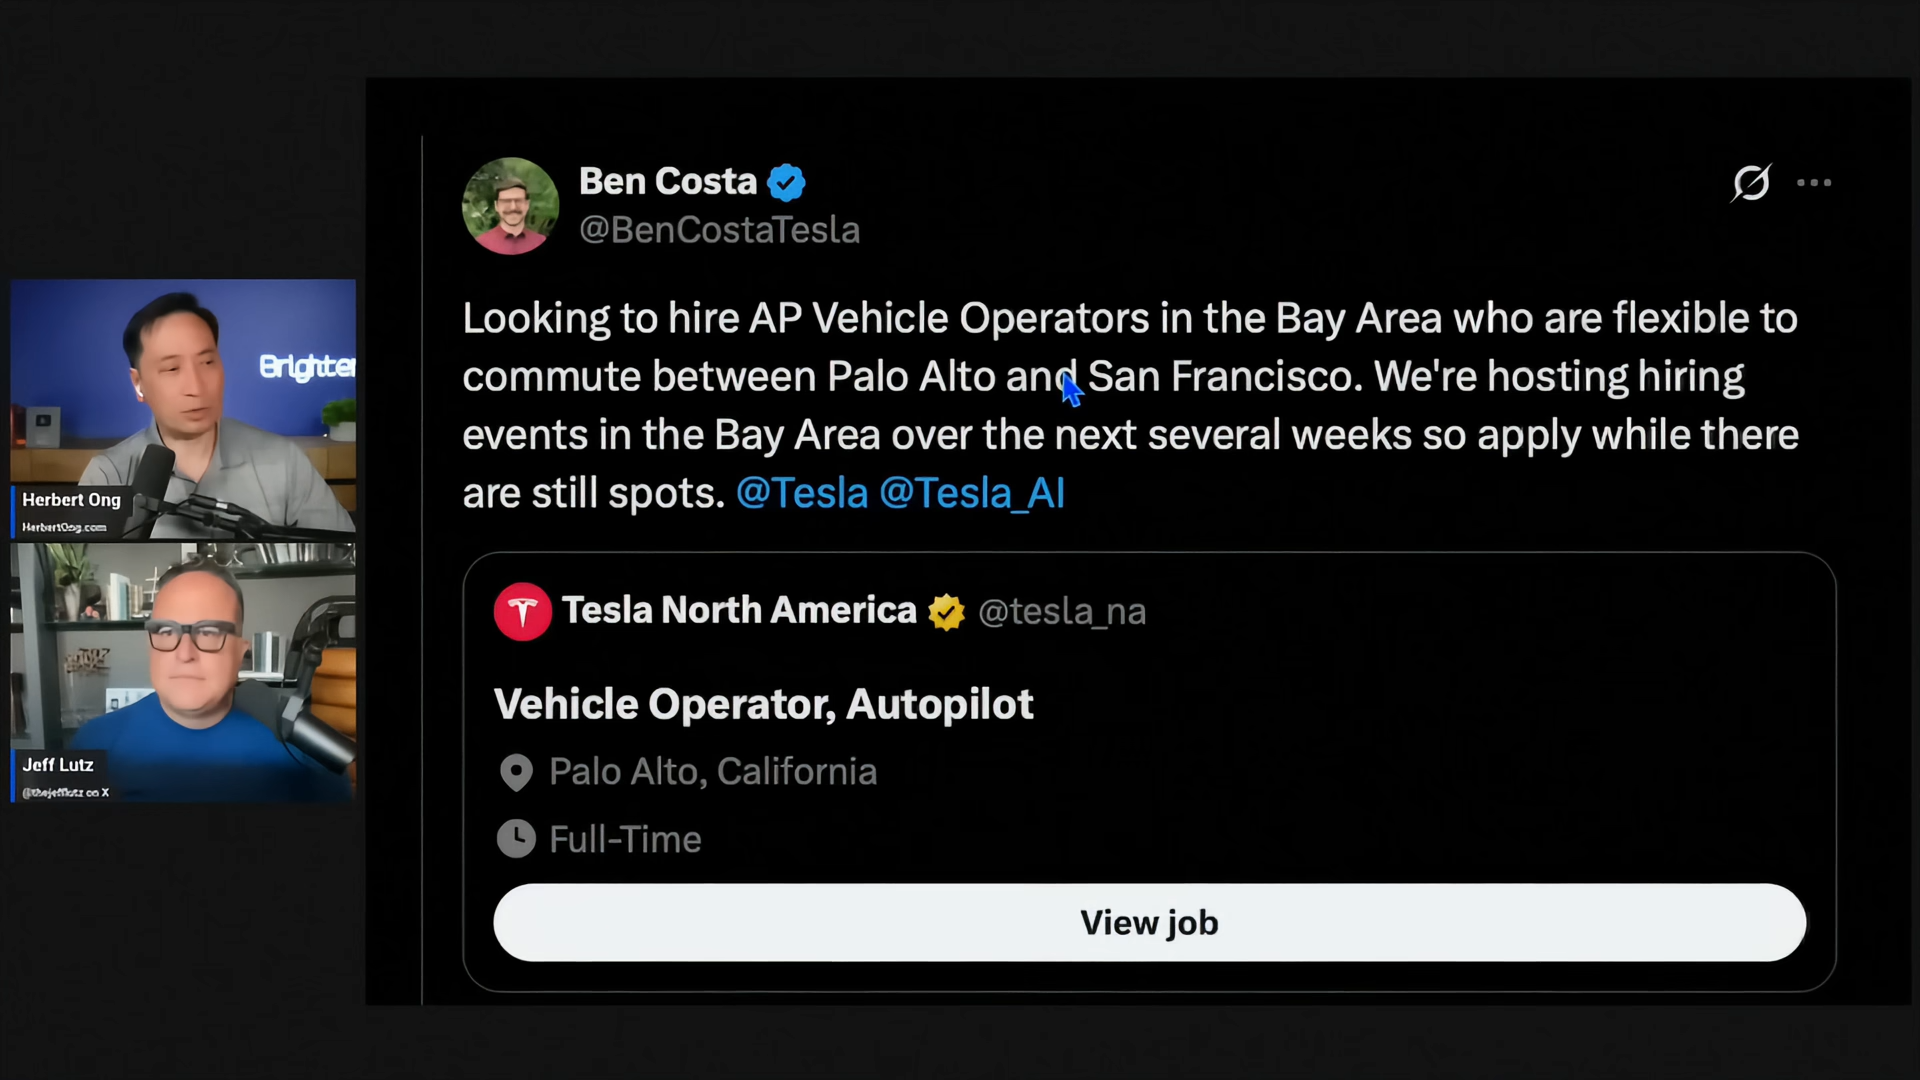 Ben Costa
@BenCostaTesla
Looking to hire AP Vehicle Operators in the Bay Area who are flexible to
commute between Palo Alto and San Francisco. We're hosting hiring
events in the Bay Area over the next several weeks so apply while there
are still spots. @Tesla @Tesla_AI
Tesla North America @tesla_na
Vehicle Operator, Autopilot
Palo Alto, California
Full-Time
View job
Brighter
Herbert Ong
HerbertOng.com
Jeff Lutz
@thejefflutz on X